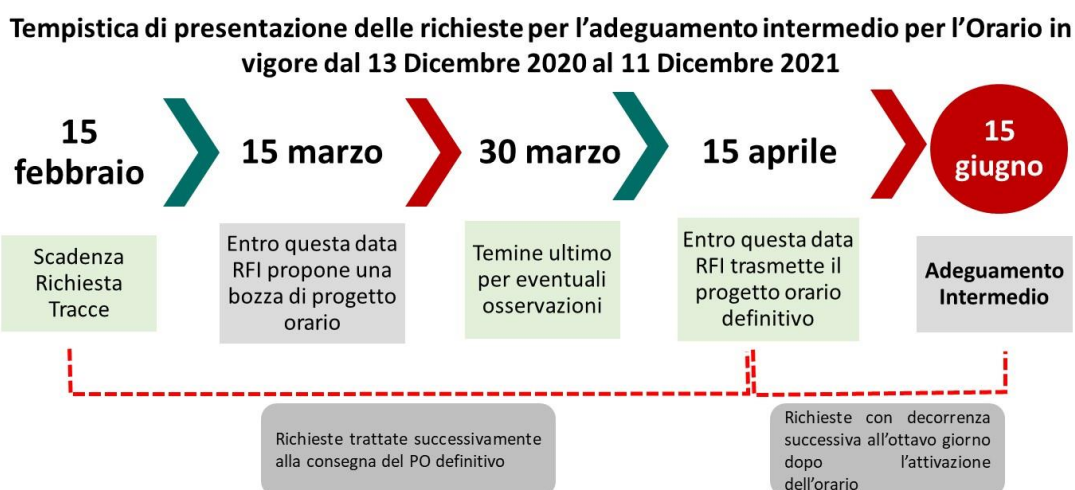 Tempistica di presentazione delle richieste per l’adeguamento intermedio per l’Orario in
vigore dal 13 Dicembre 2020 al 11 Dicembre 2021
15
febbraio
15 marzo
30 marzo
15 aprile
15
giugno
Scadenza
Richiesta
Tracce
Entro questa data
RFI propone una
bozza di progetto
orario
Temine ultimo
per eventuali
osservazioni
Entro questa data
RFI trasmette il
progetto orario
definitivo
Adeguamento
Intermedio
Richieste trattate successivamente
alla consegna del PO definitivo
Richieste con decorrenza
successiva all’ottavo giorno
dopo l’attivazione
dell’orario